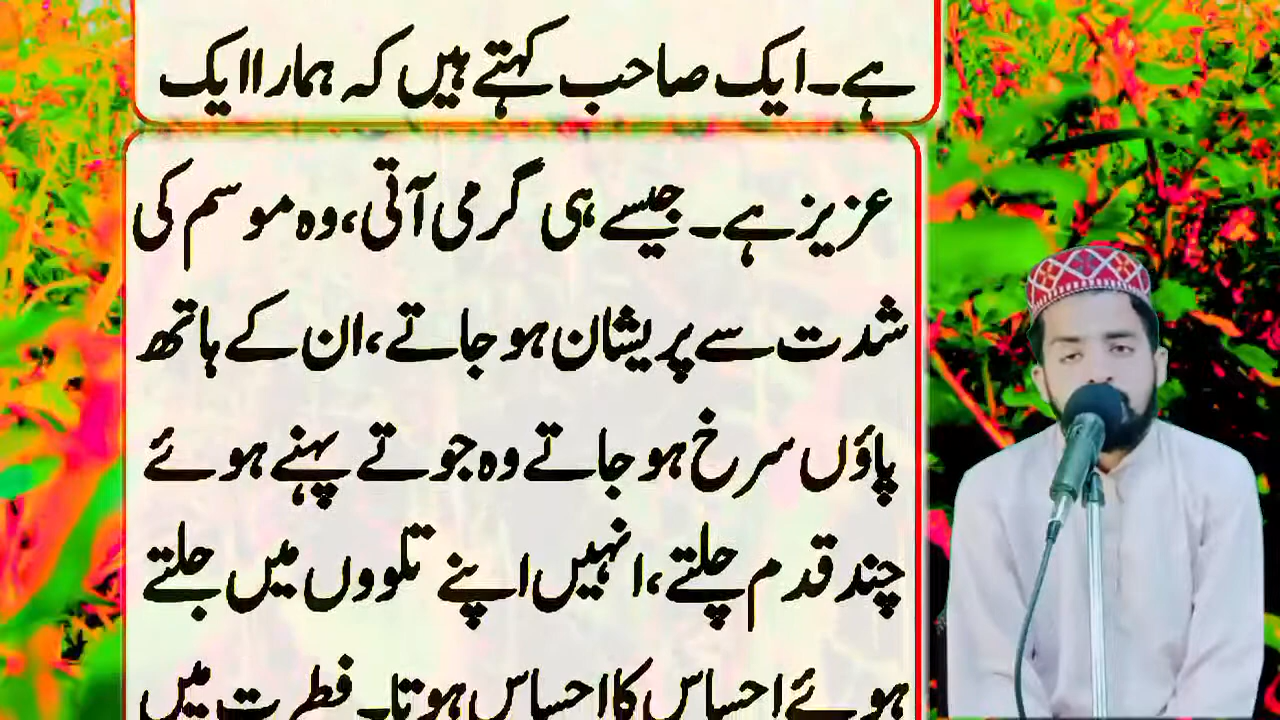 ہے۔ایک صاحب کہتے ہیں کہ ہمارا ایک
عزیز ہے۔جیسے ہی گرمی آتی،وہ موسم کی
شدت سے پریشان ہو جاتے،ان کے ہاتھ
پاؤں سرخ ہو جاتے وہ جوتے پہنے ہوئے
چند قدم چلتے،انہیں اپنے تلووں میں جلتے
ہوئے احساس کا احساس ہوتا۔فطرت میں